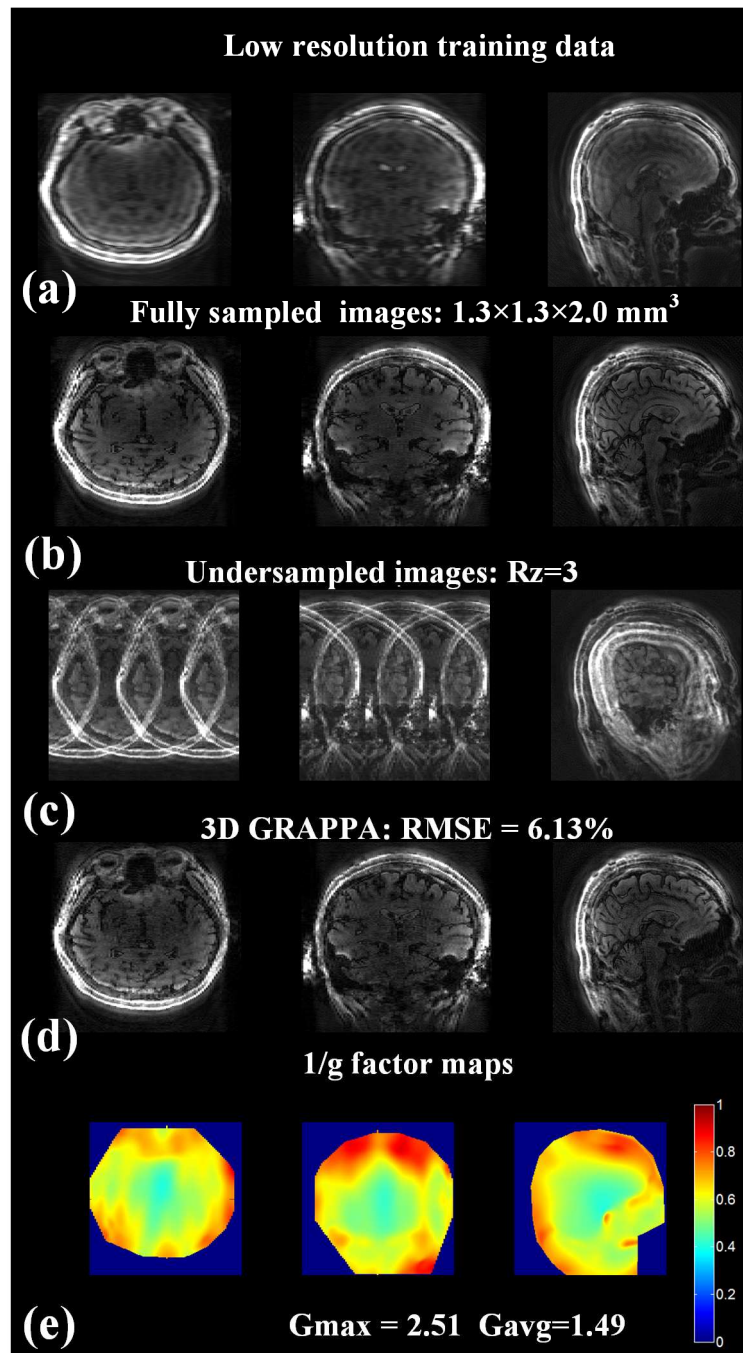 Low resolution training data
(a)
Fully sampled images: 1.3×1.3×2.0 mm³
(b)
Undersampled images: Rz=3
(c)
3D GRAPPA: RMSE = 6.13%
(d)
1/g factor maps
1
0.8
0.6
0.4
0.2
0
(e)
Gmax = 2.51 Gavg=1.49